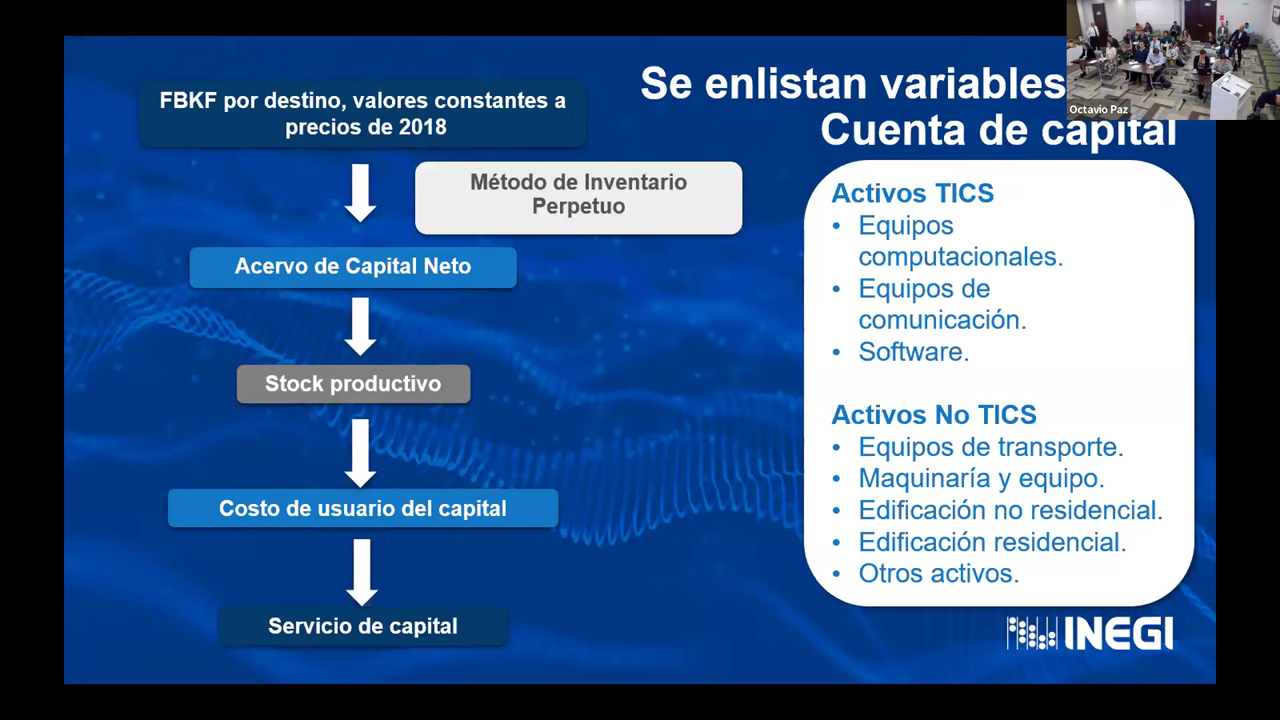 Se enlistan variables
Cuenta de capital
Octavio Paz
FBKF por destino, valores constantes a
precios de 2018
Método de Inventario
Perpetuo
Acervo de Capital Neto
Stock productivo
Costo de usuario del capital
Servicio de capital
Activos TICS
• Equipos
computacionales.
• Equipos de
comunicación.
• Software.
Activos No TICS
• Equipos de transporte.
• Maquinaría y equipo.
• Edificación no residencial.
• Edificación residencial.
• Otros activos.
INEGI